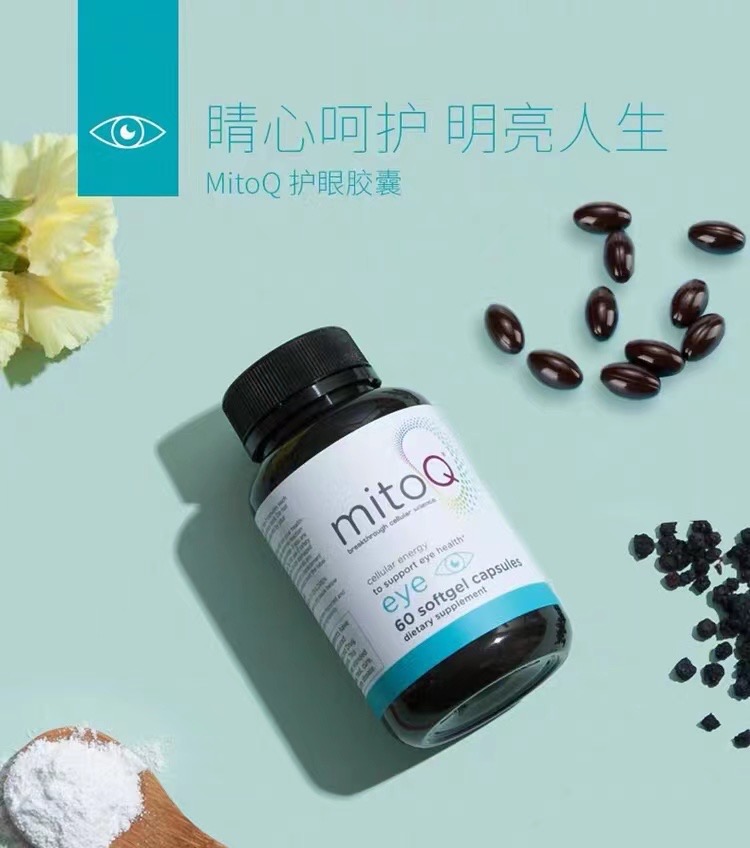 睛心呵护 明亮人生
MitoQ 护眼胶囊
mitoQ
breakthrough cellular science
cellular energy
to support eye health*
eye
60 softgel capsules
dietary supplement